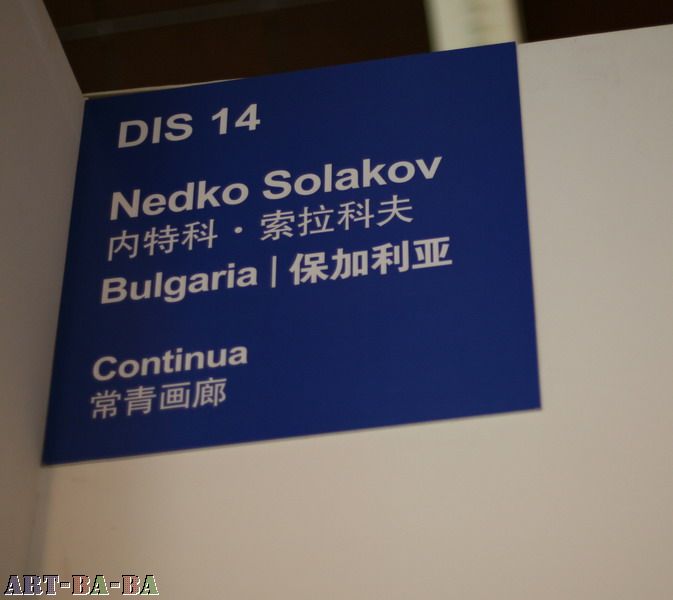 DIS 14
Nedko Solakov
内特科·索拉科夫
Bulgaria | 保加利亚
Continua
常青画廊
ART-BA-BA